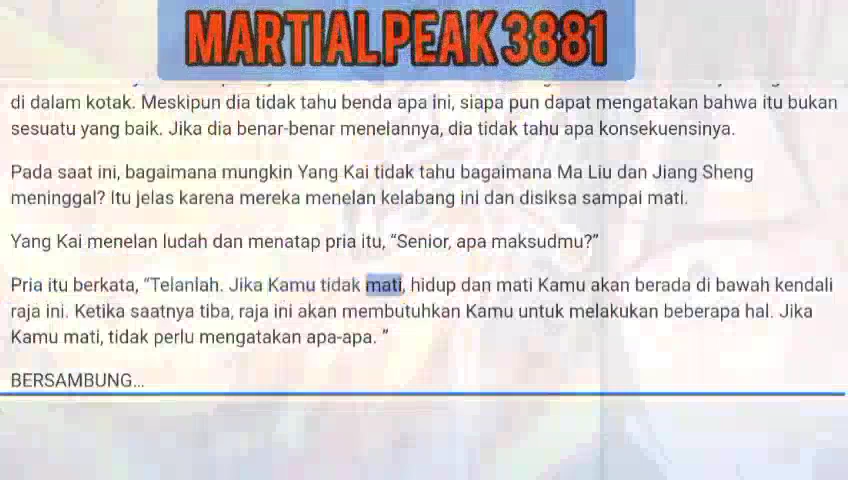 MARTIAL PEAK 3881
di dalam kotak. Meskipun dia tidak tahu benda apa ini, siapa pun dapat mengatakan bahwa itu bukan
sesuatu yang baik. Jika dia benar-benar menelannya, dia tidak tahu apa konsekuensinya.
Pada saat ini, bagaimana mungkin Yang Kai tidak tahu bagaimana Ma Liu dan Jiang Sheng
meninggal? Itu jelas karena mereka menelan kelabang ini dan disiksa sampai mati.
Yang Kai menelan ludah dan menatap pria itu, “Senior, apa maksudmu?”
Pria itu berkata, “Telanlah. Jika Kamu tidak mati, hidup dan mati Kamu akan berada di bawah kendali
raja ini. Ketika saatnya tiba, raja ini akan membutuhkan Kamu untuk melakukan beberapa hal. Jika
Kamu mati, tidak perlu mengatakan apa-apa. ”
BERSAMBUNG...